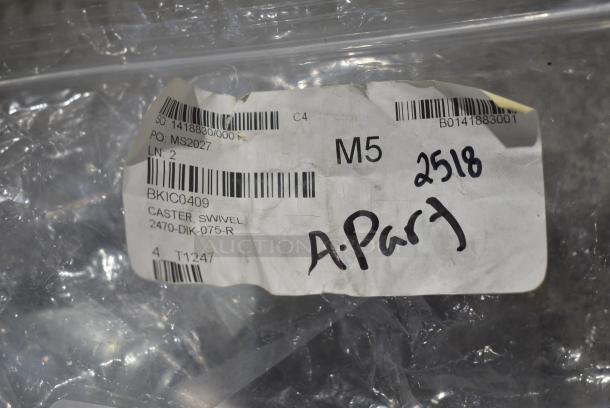 SO: 1418830/0001
C4
B0141883001
PO: MS2027
LN: 2
M5
2518
BKIC0409
CASTER, SWIVEL
2470-DIK-075-R
A.Part
AUCTION
4 T1247